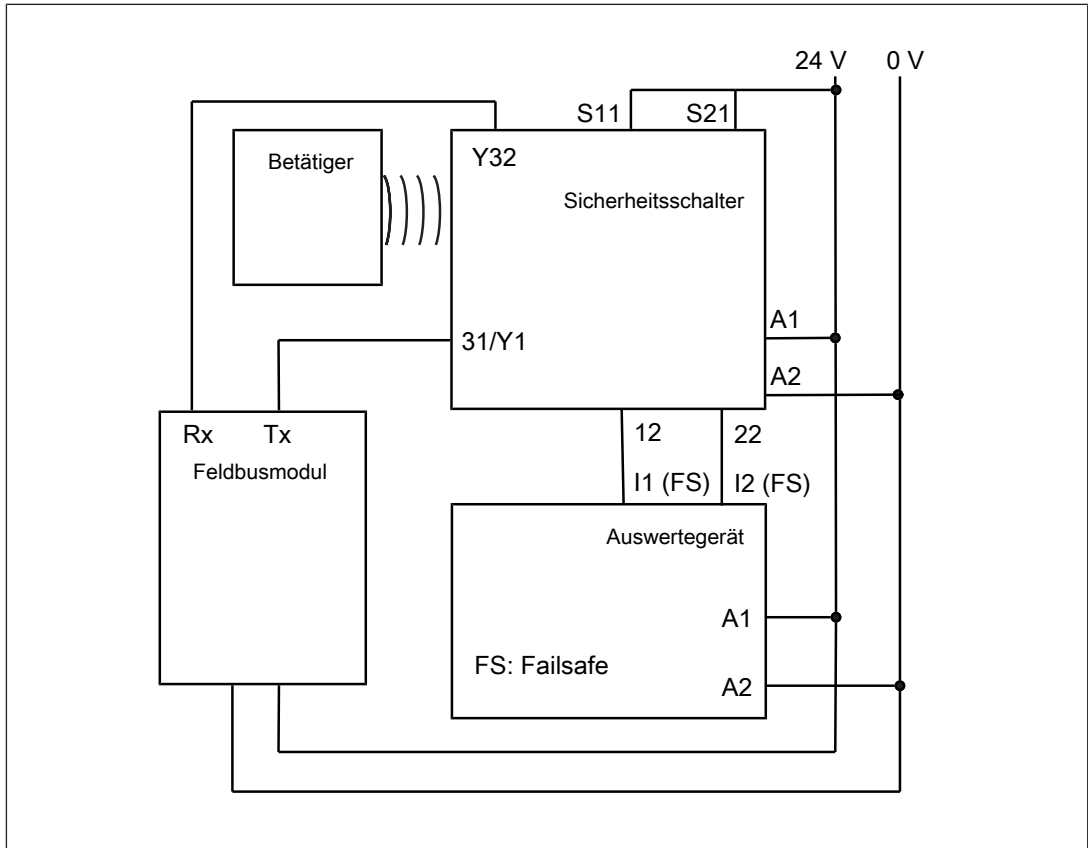 24 V 0 V
S11 S21
Betätiger
Y32
Sicherheitsschalter
A1
31/Y1
A2
Rx Tx
12 22
Feldbusmodul
I1 (FS) I2 (FS)
Auswertegerät
A1
FS: Failsafe
A2